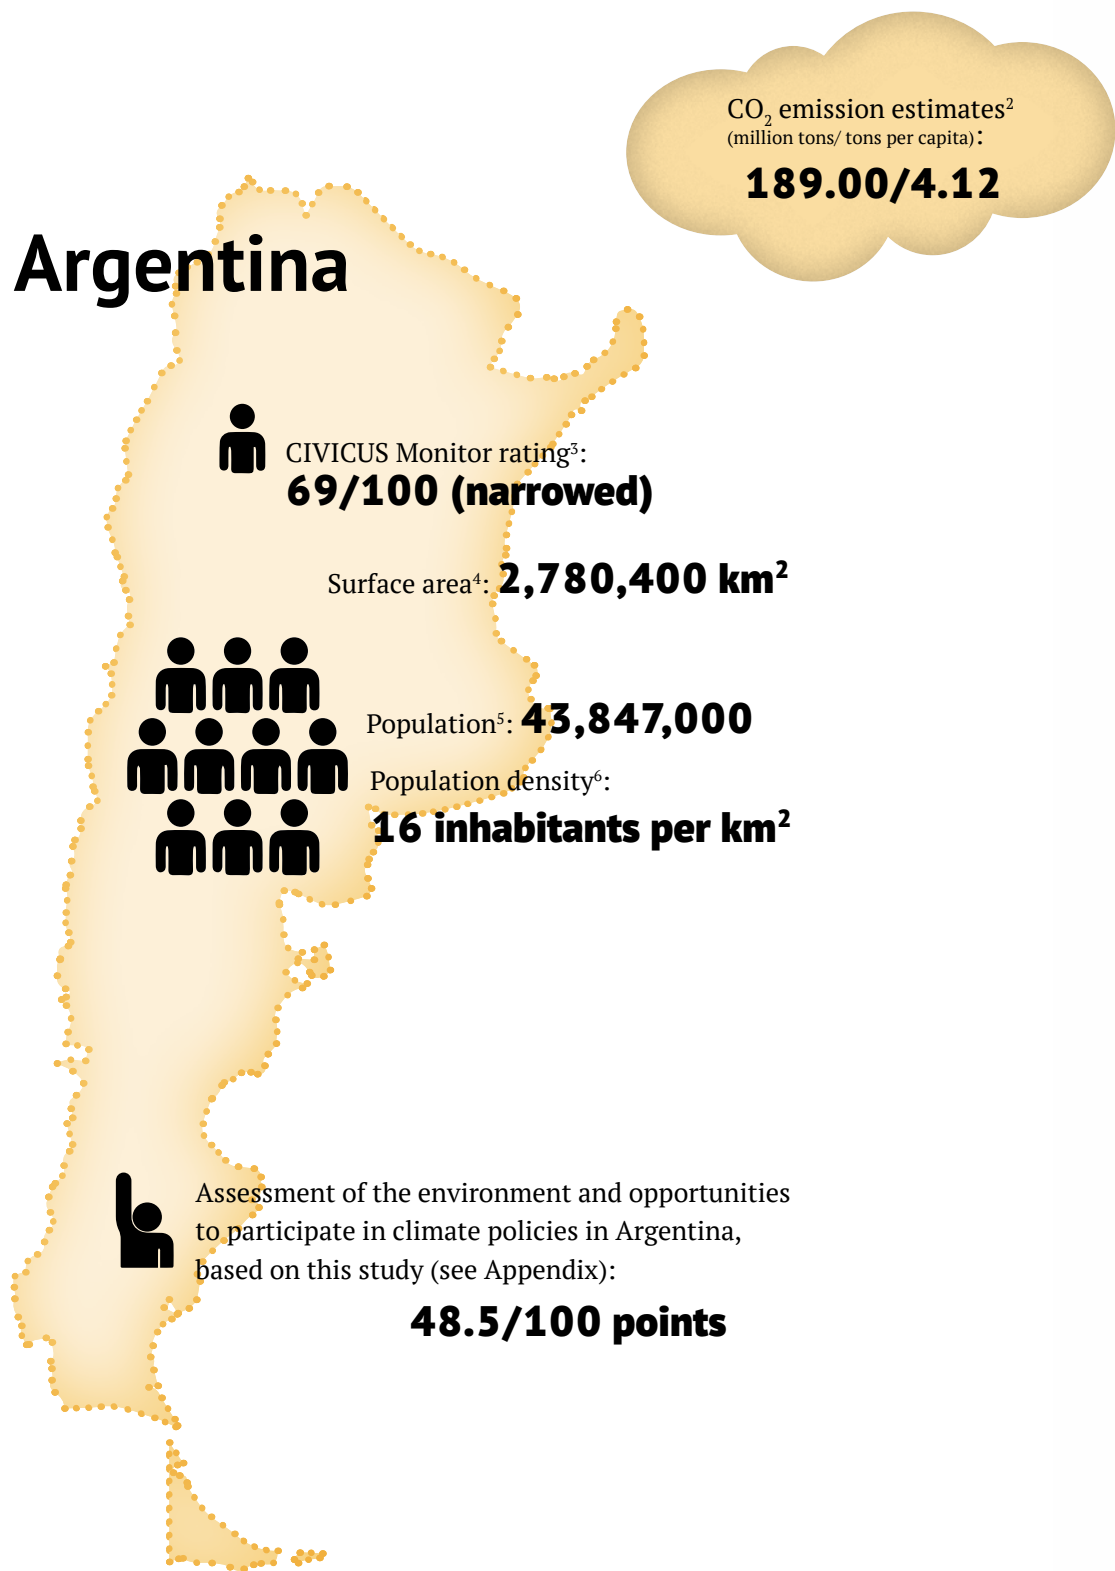 CO₂ emission estimates²
(million tons/ tons per capita):
189.00/4.12
Argentina
CIVICUS Monitor rating³:
69/100 (narrowed)
Surface area⁴: 2,780,400 km²
Population⁵: 43,847,000
Population density⁶:
16 inhabitants per km²
Assessment of the environment and opportunities
to participate in climate policies in Argentina,
based on this study (see Appendix):
48.5/100 points